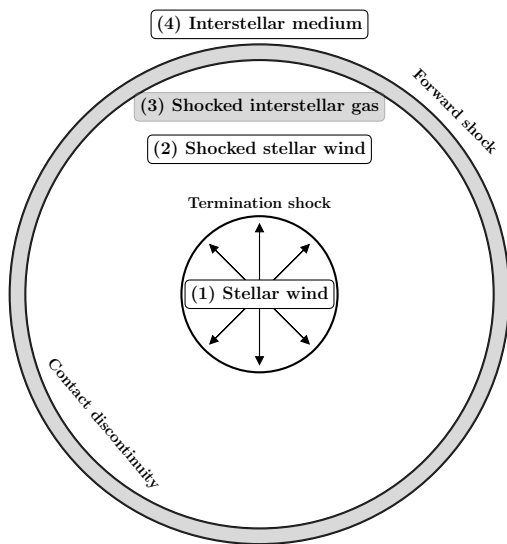 (4) Interstellar medium
Forward shock
(3) Shocked interstellar gas
(2) Shocked stellar wind
Termination shock
(1) Stellar wind
Contact discontinuity